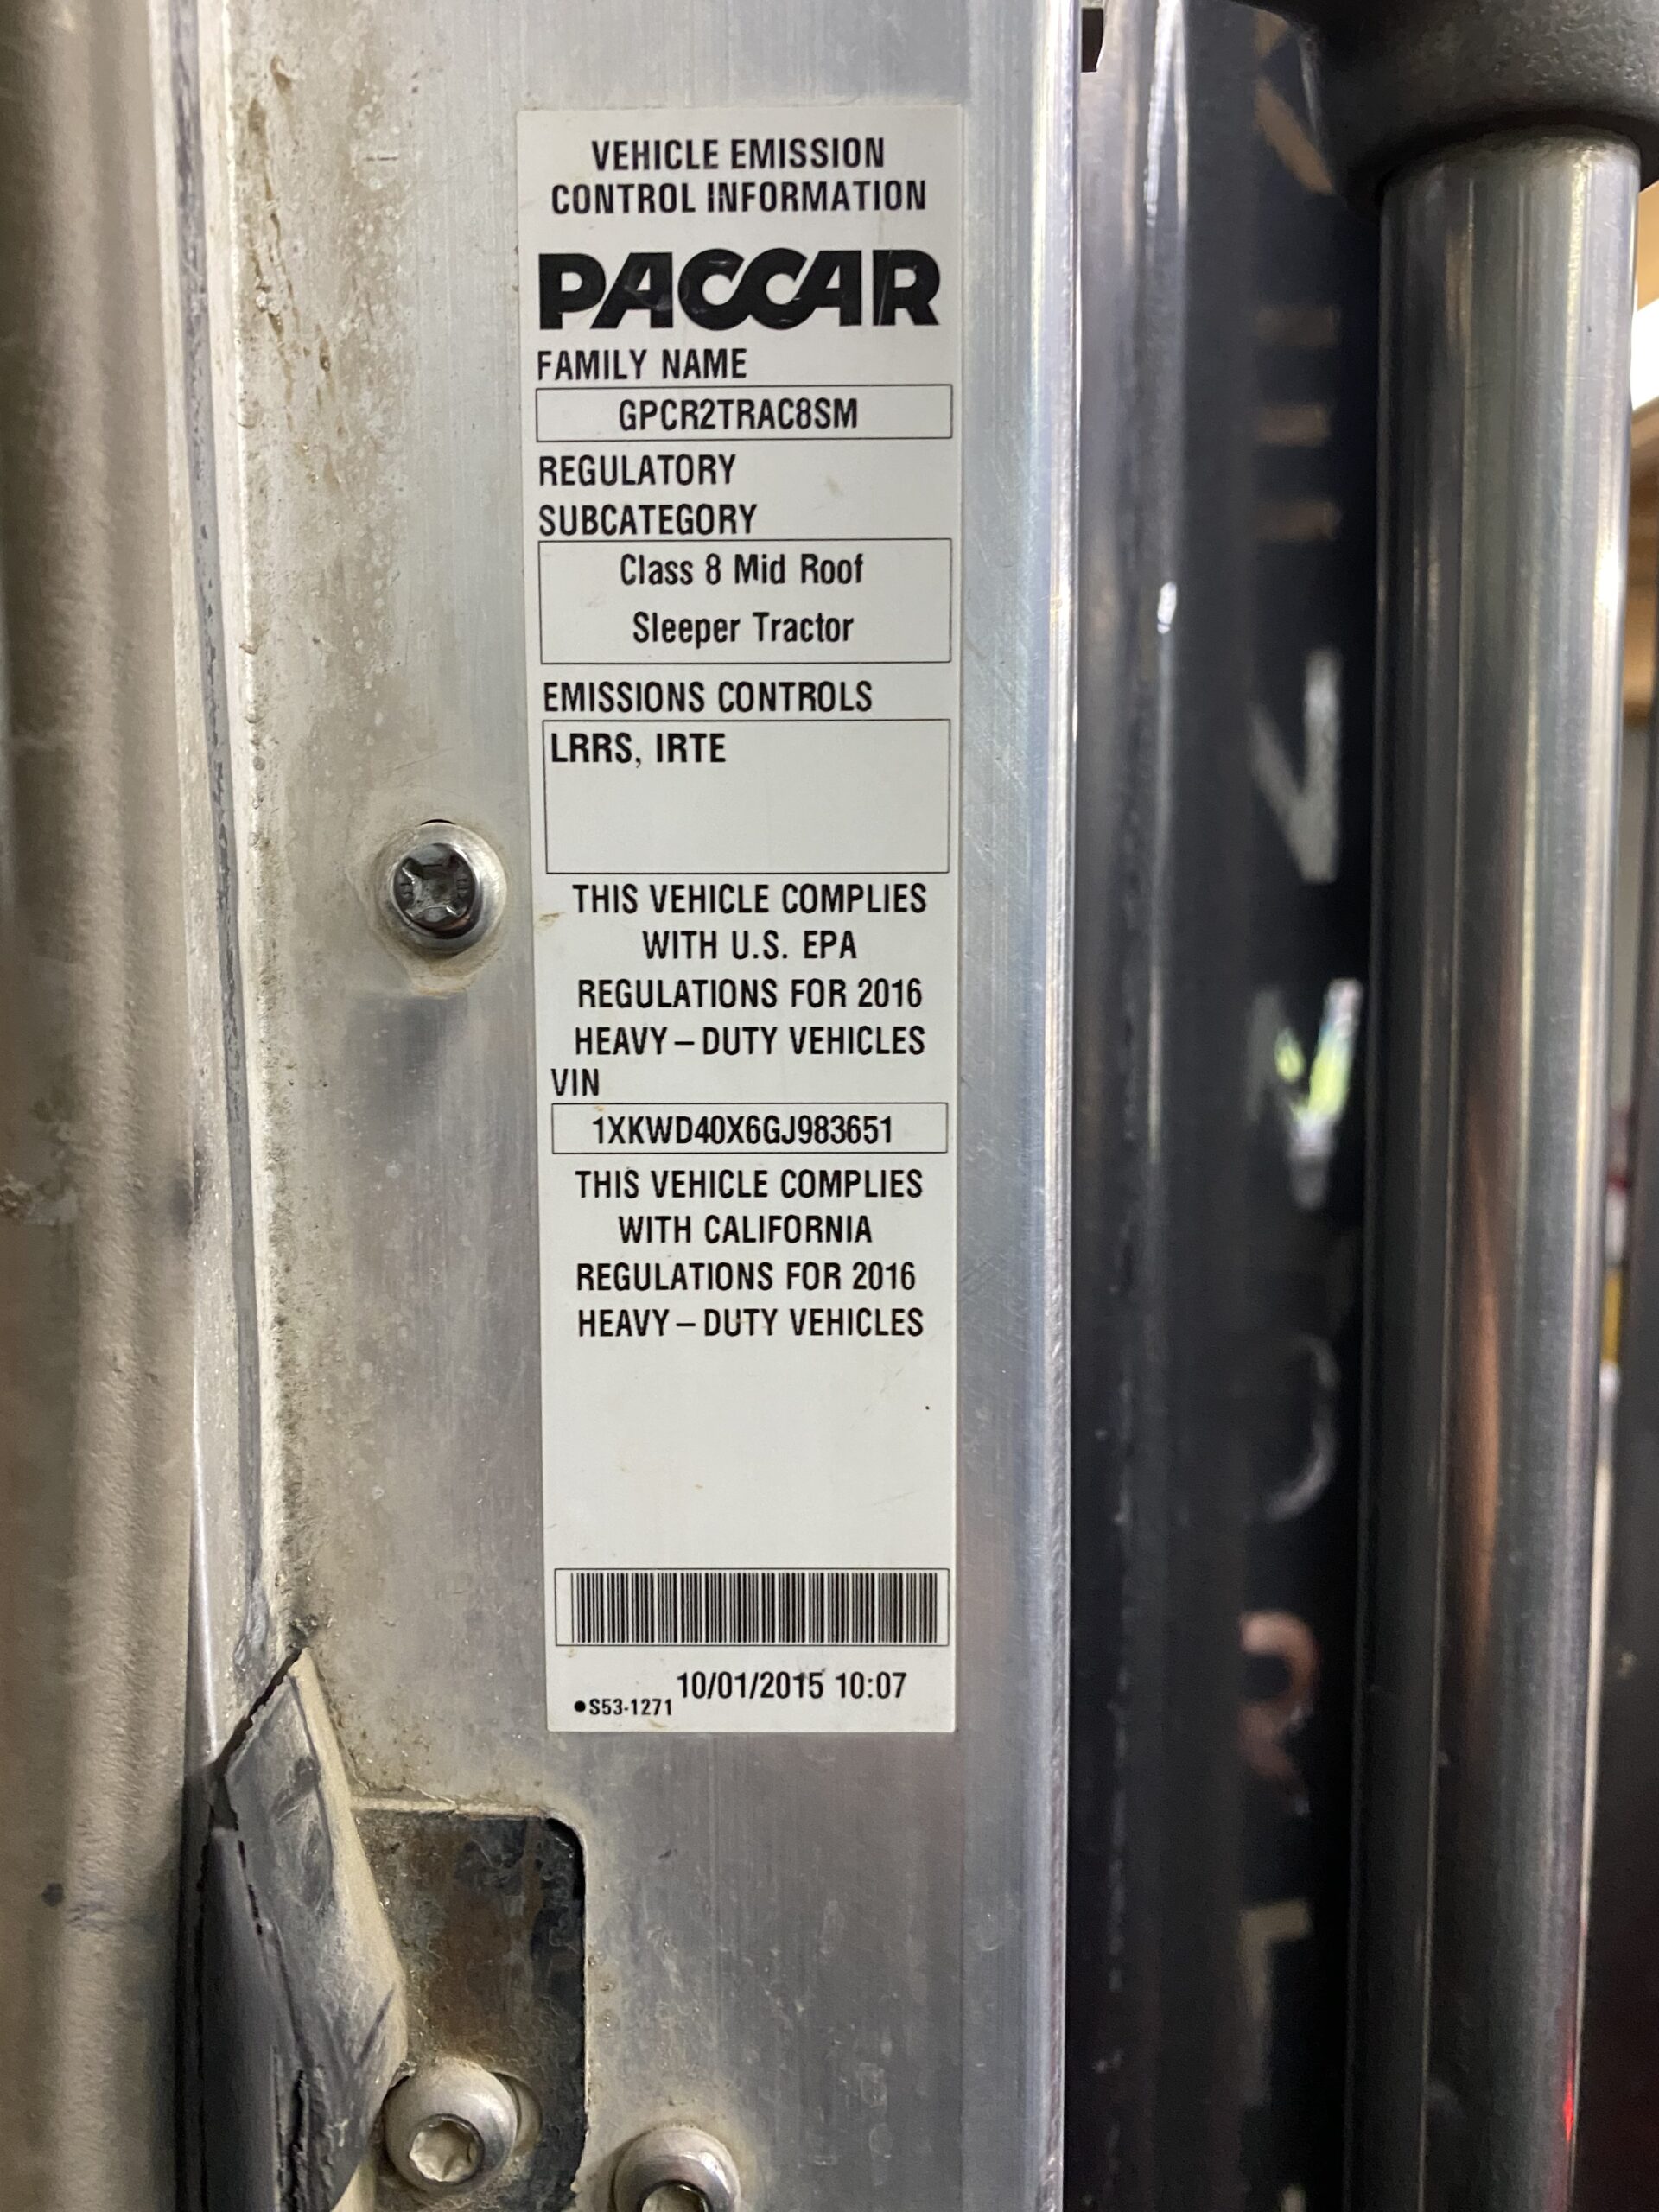 VEHICLE EMISSION
CONTROL INFORMATION
PACCAR
FAMILY NAME
GPCR2TRAC8SM
REGULATORY
SUBCATEGORY
Class 8 Mid Roof
Sleeper Tractor
EMISSIONS CONTROLS
LRRS, IRTE
THIS VEHICLE COMPLIES
WITH U.S. EPA
REGULATIONS FOR 2016
HEAVY–DUTY VEHICLES
VIN
1XKWD40X6GJ983651
THIS VEHICLE COMPLIES
WITH CALIFORNIA
REGULATIONS FOR 2016
HEAVY–DUTY VEHICLES
10/01/2015 10:07
●S53-1271